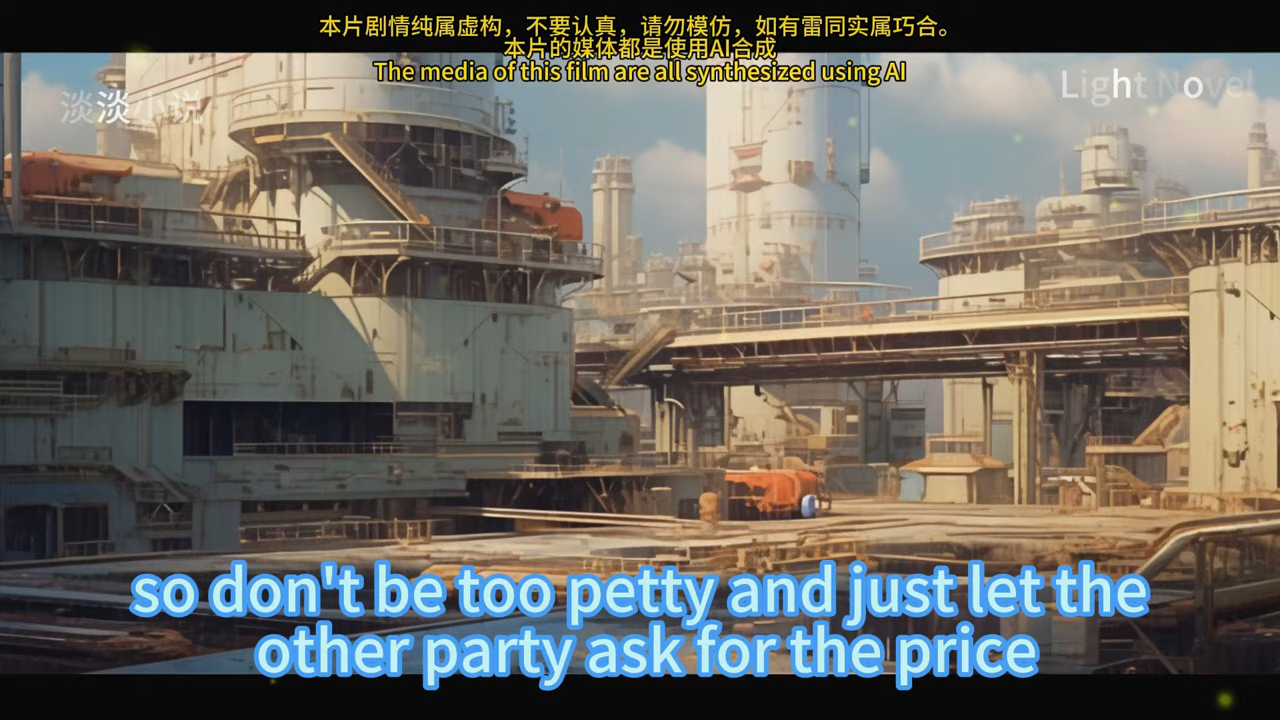 本片剧情纯属虚构，不要认真，请勿模仿，如有雷同实属巧合。
本片的媒体都是使用AI合成
The media of this film are all synthesized using AI
淡淡小说
Light Novel
so don't be too petty and just let the
other party ask for the price